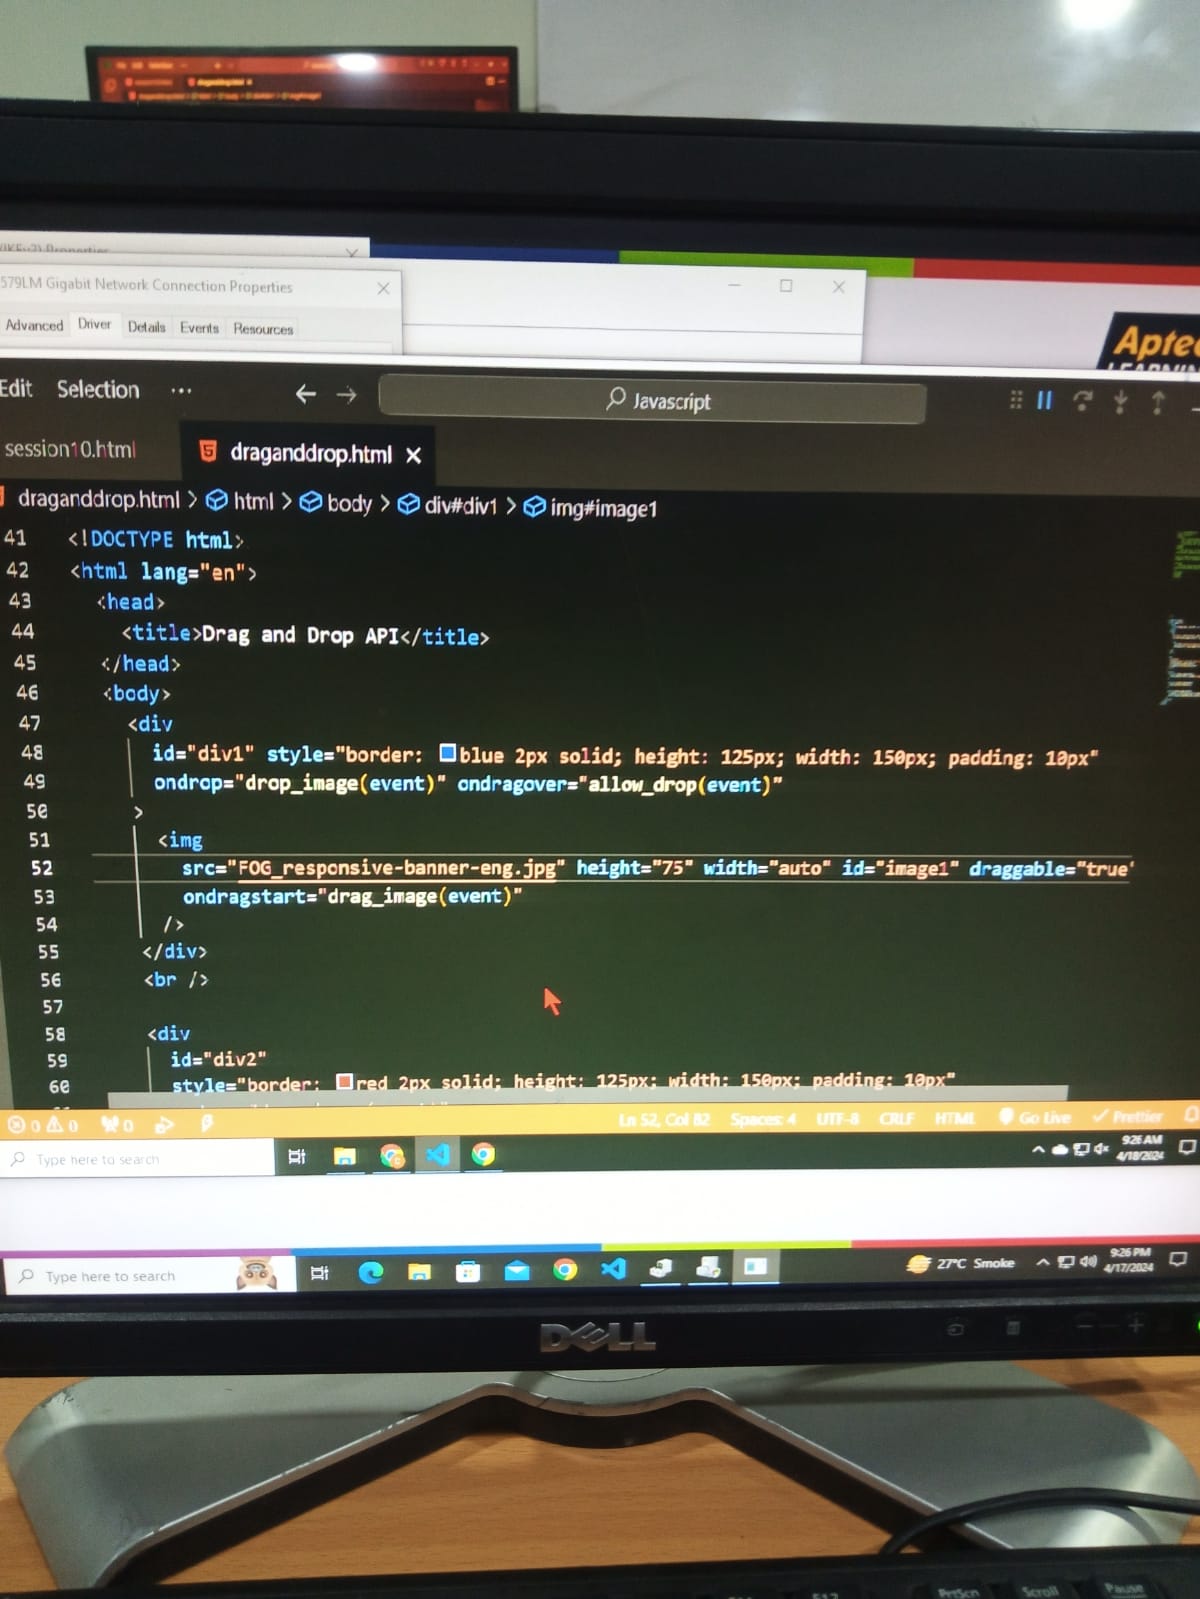 Properties
579LM Gigabit Network Connection Properties
Advanced Driver Details Events Resources
Aptec
LEARNING
Edit Selection ... Javascript
session10.html draganddrop.html
draganddrop.html > html > body > div#div1 > img#image1
41 <!DOCTYPE html>
42 <html lang="en">
43 <head>
44 <title>Drag and Drop API</title>
45 </head>
46 <body>
47 <div
48 id="div1" style="border: blue 2px solid; height: 125px; width: 150px; padding: 10px"
49 ondrop="drop_image(event)" ondragover="allow_drop(event)"
50 >
51 <img
52 src="FOG_responsive-banner-eng.jpg" height="75" width="auto" id="image1" draggable="true"
53 ondragstart="drag_image(event)"
54 />
55 </div>
56 <br />
57
58 <div
59 id="div2"
60 style="border: red 2px solid; height: 125px; width: 150px; padding: 10px"
0 0 0 Ln 52, Col 82 Spaces: 4 UTF-8 CRLF HTML Go Live Prettier
Type here to search 9:26 AM
4/18/2024
Type here to search 27°C Smoke 9:26 PM
4/17/2024
DELL
PrtScn Scroll Pause